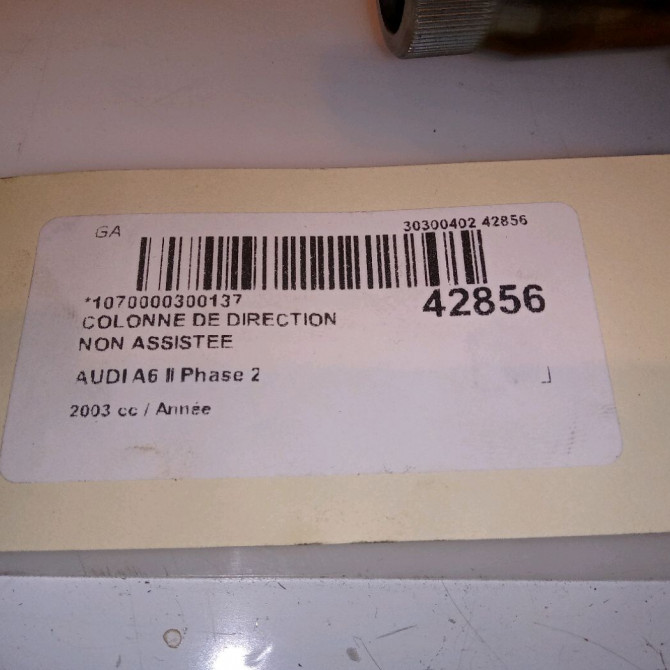 GA
30300402 42856
*1070000300137
42856
COLONNE DE DIRECTION
NON ASSISTEE
AUDI A6 II Phase 2
2003 cc / Année